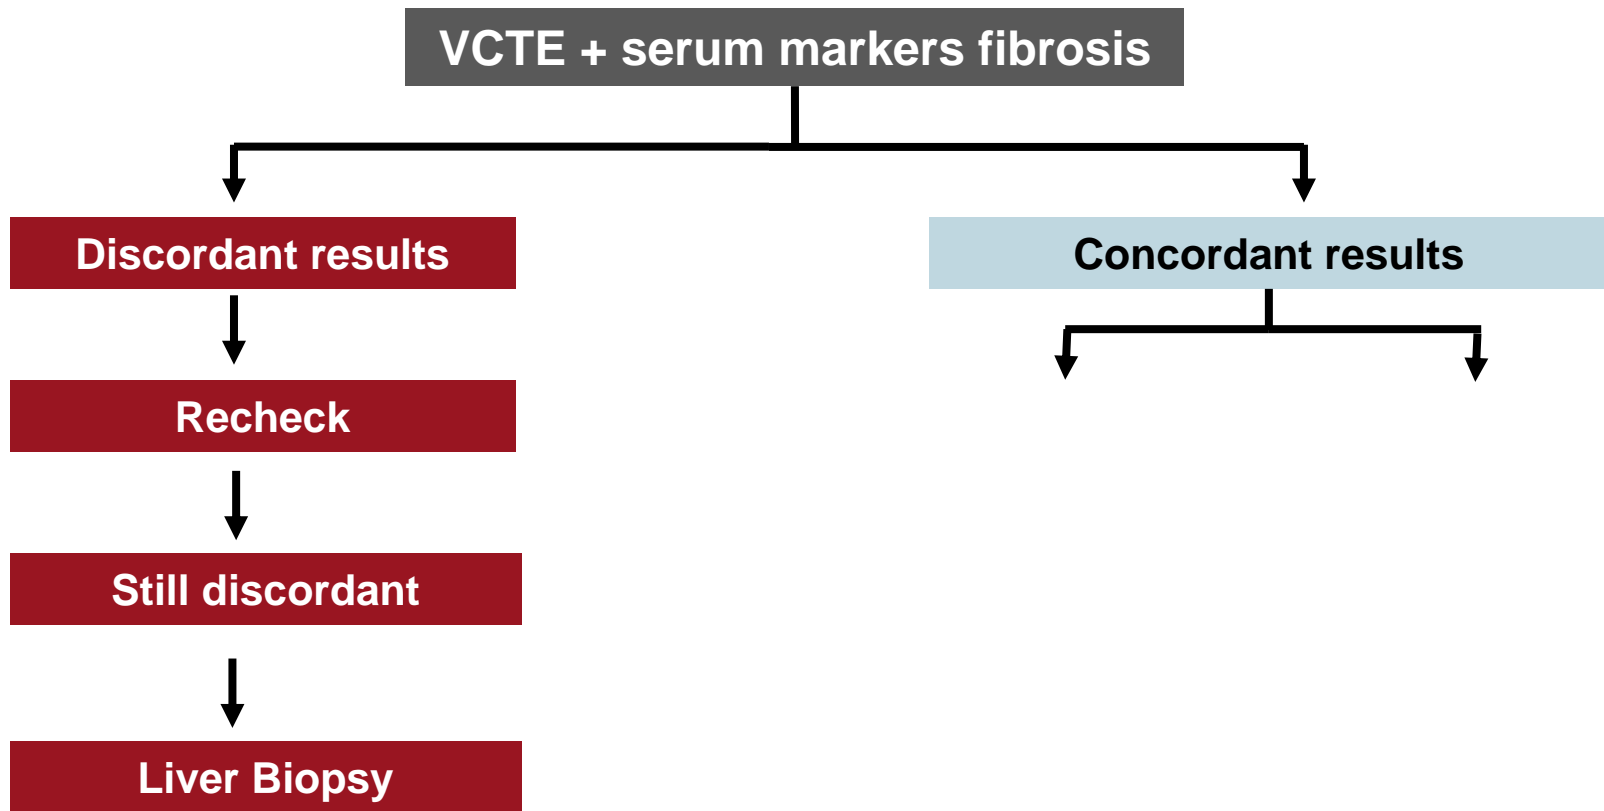 VCTE + serum markers fibrosis
Discordant results
Concordant results
Recheck
Still discordant
Liver Biopsy